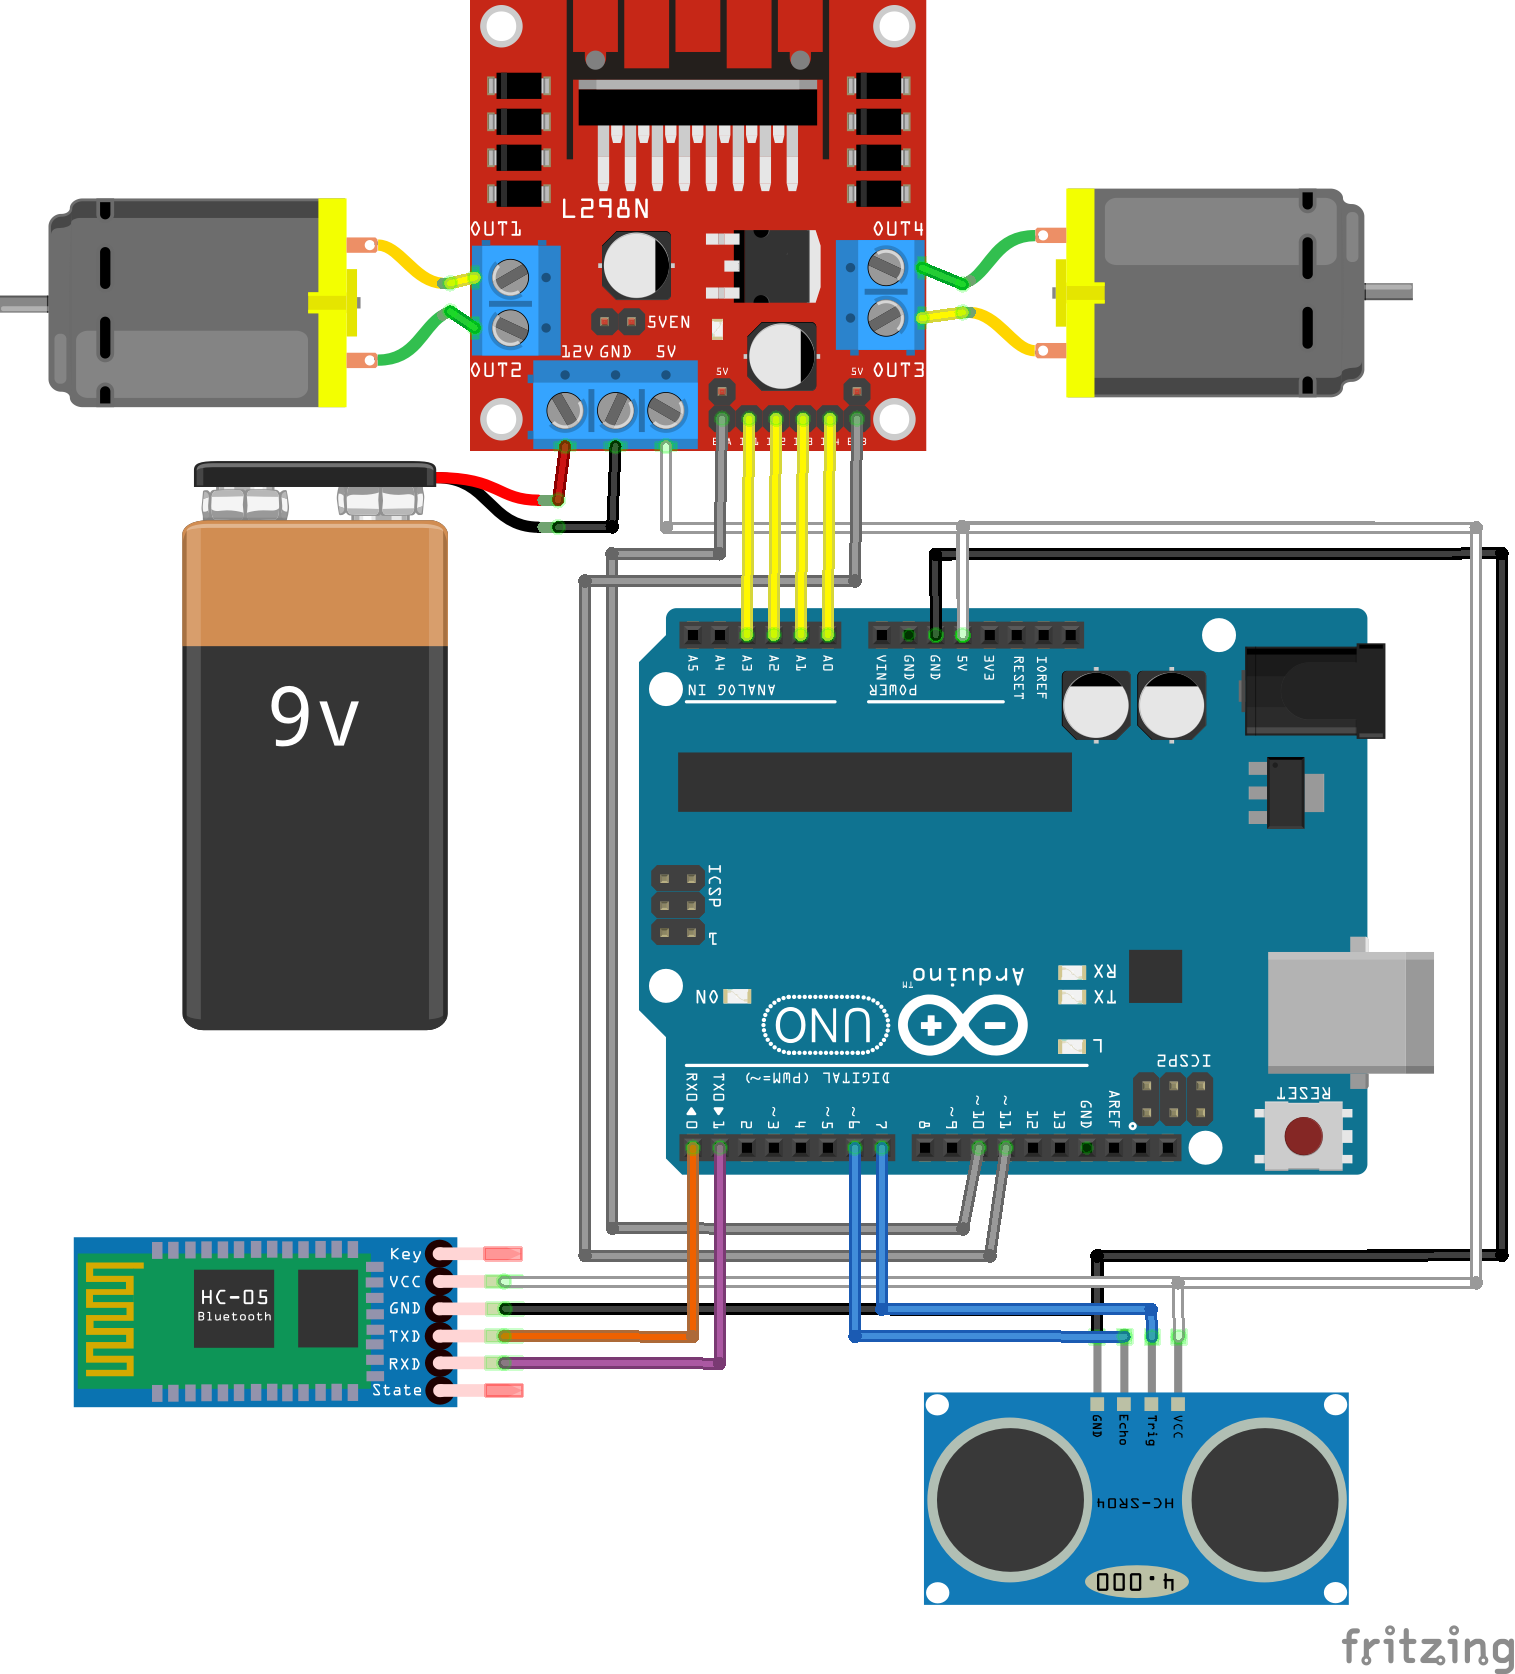 L298N
OUT1
OUT4
5VEN
12V GND 5V
OUT2
OUT3
5V
5V
9v
A5 A4 A3 A2 A1 A0
VIN GND GND 5V 3V3 RESET IOREF
ANALOG IN
POWER
ICSP
1
Arduino™
RX
TX
ON
UNO
L
ICSP2
DIGITAL (PWM=~)
RESET
RX0 TX0
0 1 2 ~3 4 ~5 ~6 7 8 ~9 ~10 ~11 12 13 GND AREF
Key
VCC
HC-05
GND
Bluetooth
TXD
RXD
State
GND Echo Trig VCC
HC-SR04
4.000
fritzing